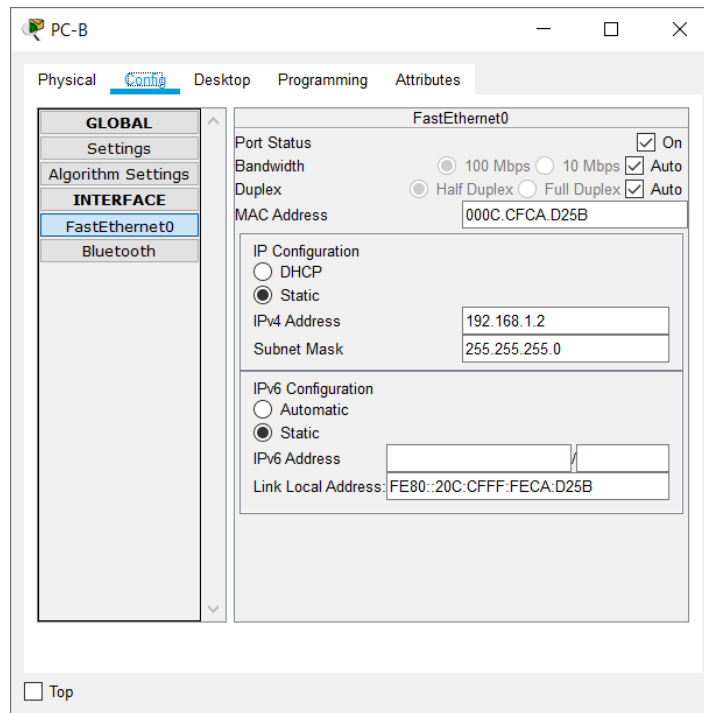 PC-B
Physical Config Desktop Programming Attributes
GLOBAL
Settings
Algorithm Settings
INTERFACE
FastEthernet0
Bluetooth
FastEthernet0
Port Status On
Bandwidth 100 Mbps 10 Mbps Auto
Duplex Half Duplex Full Duplex Auto
MAC Address 000C.CFCA.D25B
IP Configuration
DHCP
Static
IPv4 Address 192.168.1.2
Subnet Mask 255.255.255.0
IPv6 Configuration
Automatic
Static
IPv6 Address /
Link Local Address: FE80::20C:CFFF:FECA:D25B
Top